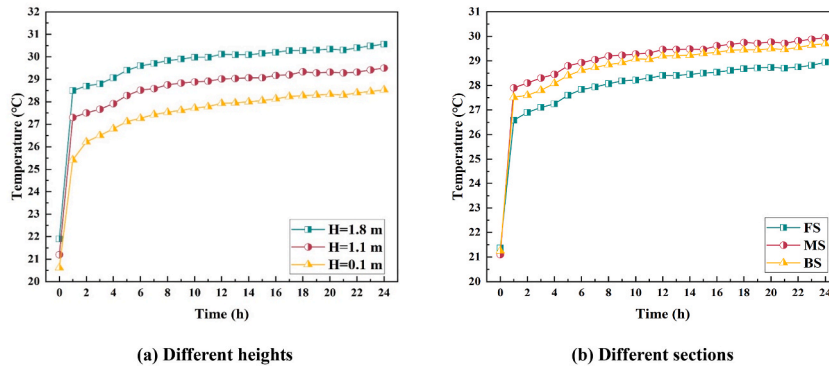 32
31
30
29
28
27
26
25
24
23
22
21
20
Temperature (°C)
0 2 4 6 8 10 12 14 16 18 20 22 24
Time (h)
H=1.8 m
H=1.1 m
H=0.1 m
(a) Different heights
31
30
29
28
27
26
25
24
23
22
21
20
Temperature (°C)
0 2 4 6 8 10 12 14 16 18 20 22 24
Time (h)
FS
MS
BS
(b) Different sections